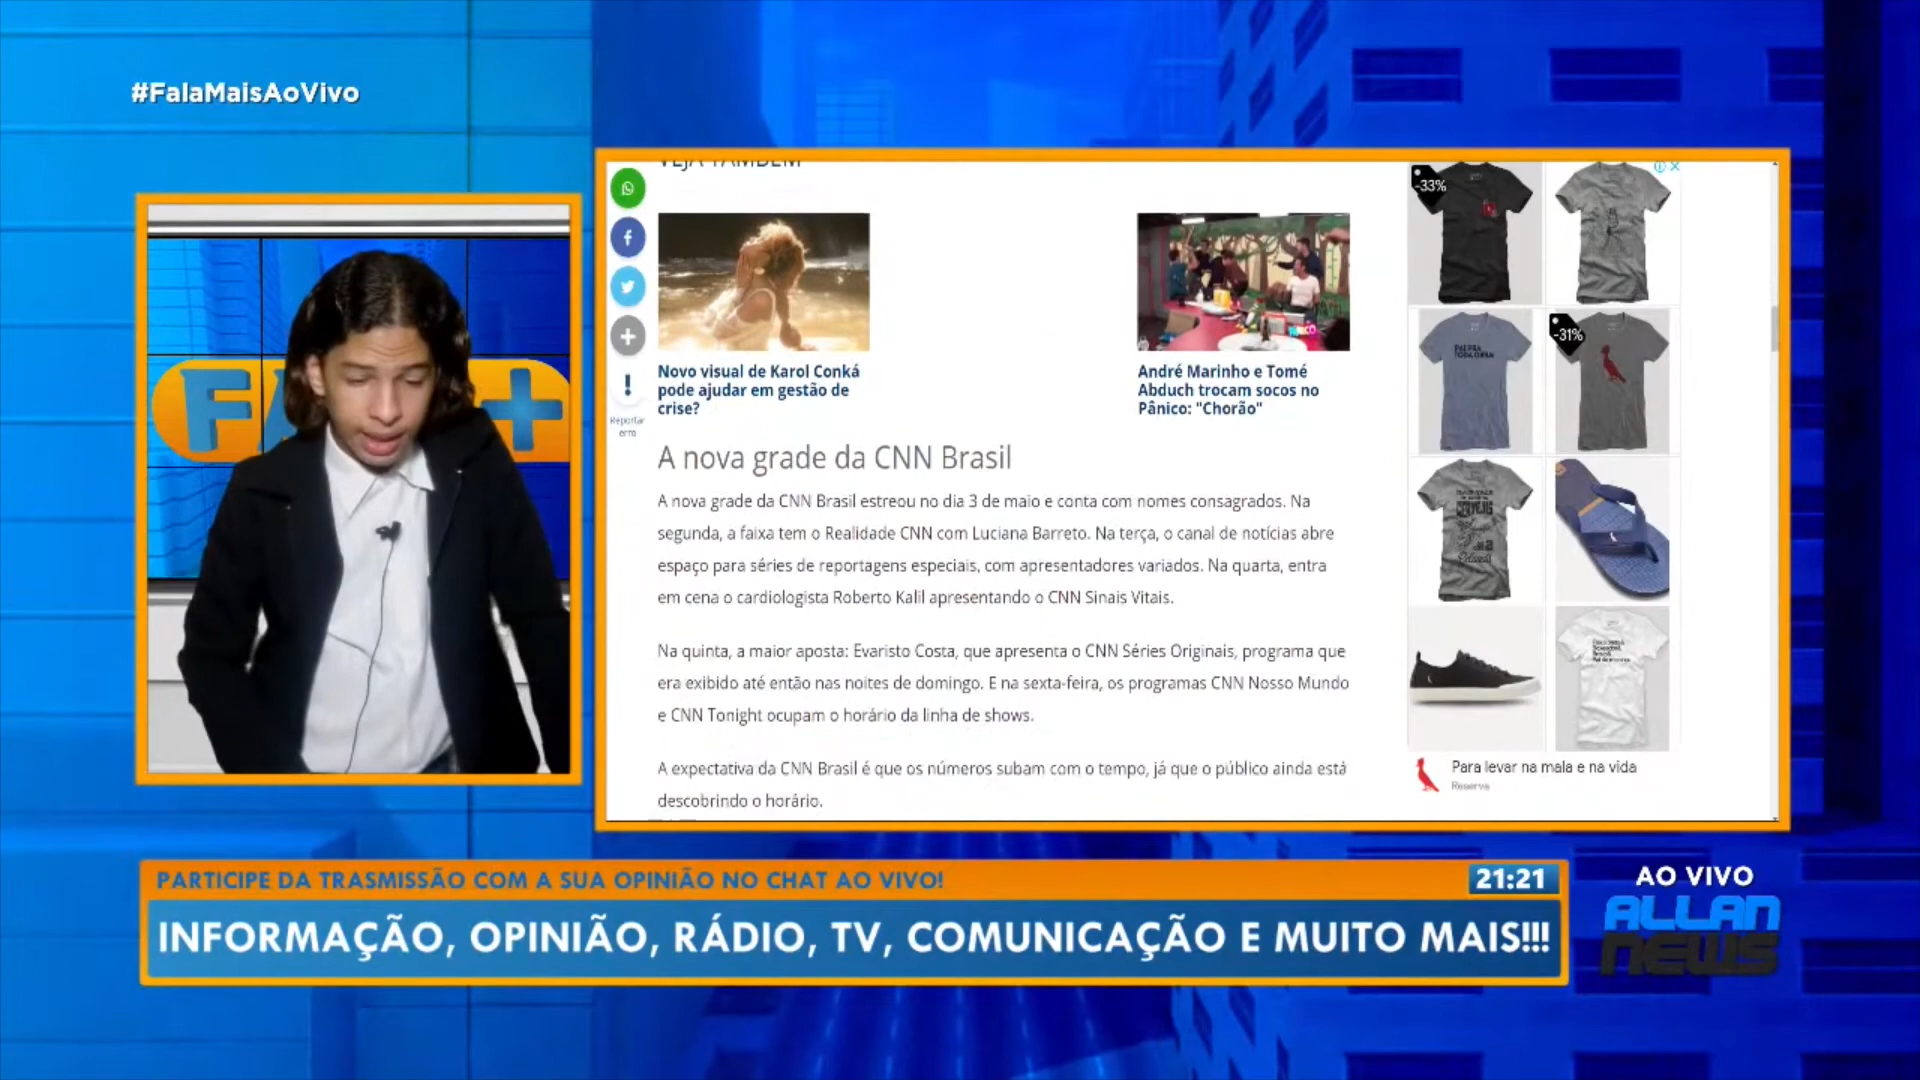 #FalaMaisAoVivo
VEJA TAMBÉM
-33%
-31%
Novo visual de Karol Conká
pode ajudar em gestão de
crise?
André Marinho e Tomé
Abduch trocam socos no
Pânico: "Chorão"
Reportar
erro
A nova grade da CNN Brasil
A nova grade da CNN Brasil estreou no dia 3 de maio e conta com nomes consagrados. Na
segunda, a faixa tem o Realidade CNN com Luciana Barreto. Na terça, o canal de notícias abre
espaço para séries de reportagens especiais, com apresentadores variados. Na quarta, entra
em cena o cardiologista Roberto Kalil apresentando o CNN Sinais Vitais.
Na quinta, a maior aposta: Evaristo Costa, que apresenta o CNN Séries Originais, programa que
era exibido até então nas noites de domingo. E na sexta-feira, os programas CNN Nosso Mundo
e CNN Tonight ocupam o horário da linha de shows.
A expectativa da CNN Brasil é que os números subam com o tempo, já que o público ainda está
descobrindo o horário.
Para levar na mala e na vida
Reserva
FA +
PARTICIPE DA TRASMISSÃO COM A SUA OPINIÃO NO CHAT AO VIVO!
21:21
INFORMAÇÃO, OPINIÃO, RÁDIO, TV, COMUNICAÇÃO E MUITO MAIS!!!
AO VIVO
ALLAN
NEWS